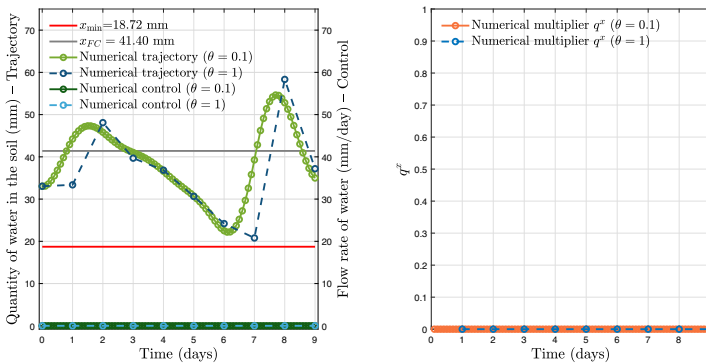 x_min=18.72 mm
x_FC = 41.40 mm
Numerical trajectory (θ = 0.1)
Numerical trajectory (θ = 1)
Numerical control (θ = 0.1)
Numerical control (θ = 1)
Quantity of water in the soil (mm) – Trajectory
70
60
50
40
30
20
10
0
Flow rate of water (mm/day) – Control
70
60
50
40
30
20
10
0
0 1 2 3 4 5 6 7 8 9
Time (days)
Numerical multiplier q^x (θ = 0.1)
Numerical multiplier q^x (θ = 1)
q^x
1
0.9
0.8
0.7
0.6
0.5
0.4
0.3
0.2
0.1
0
0 1 2 3 4 5 6 7 8
Time (days)